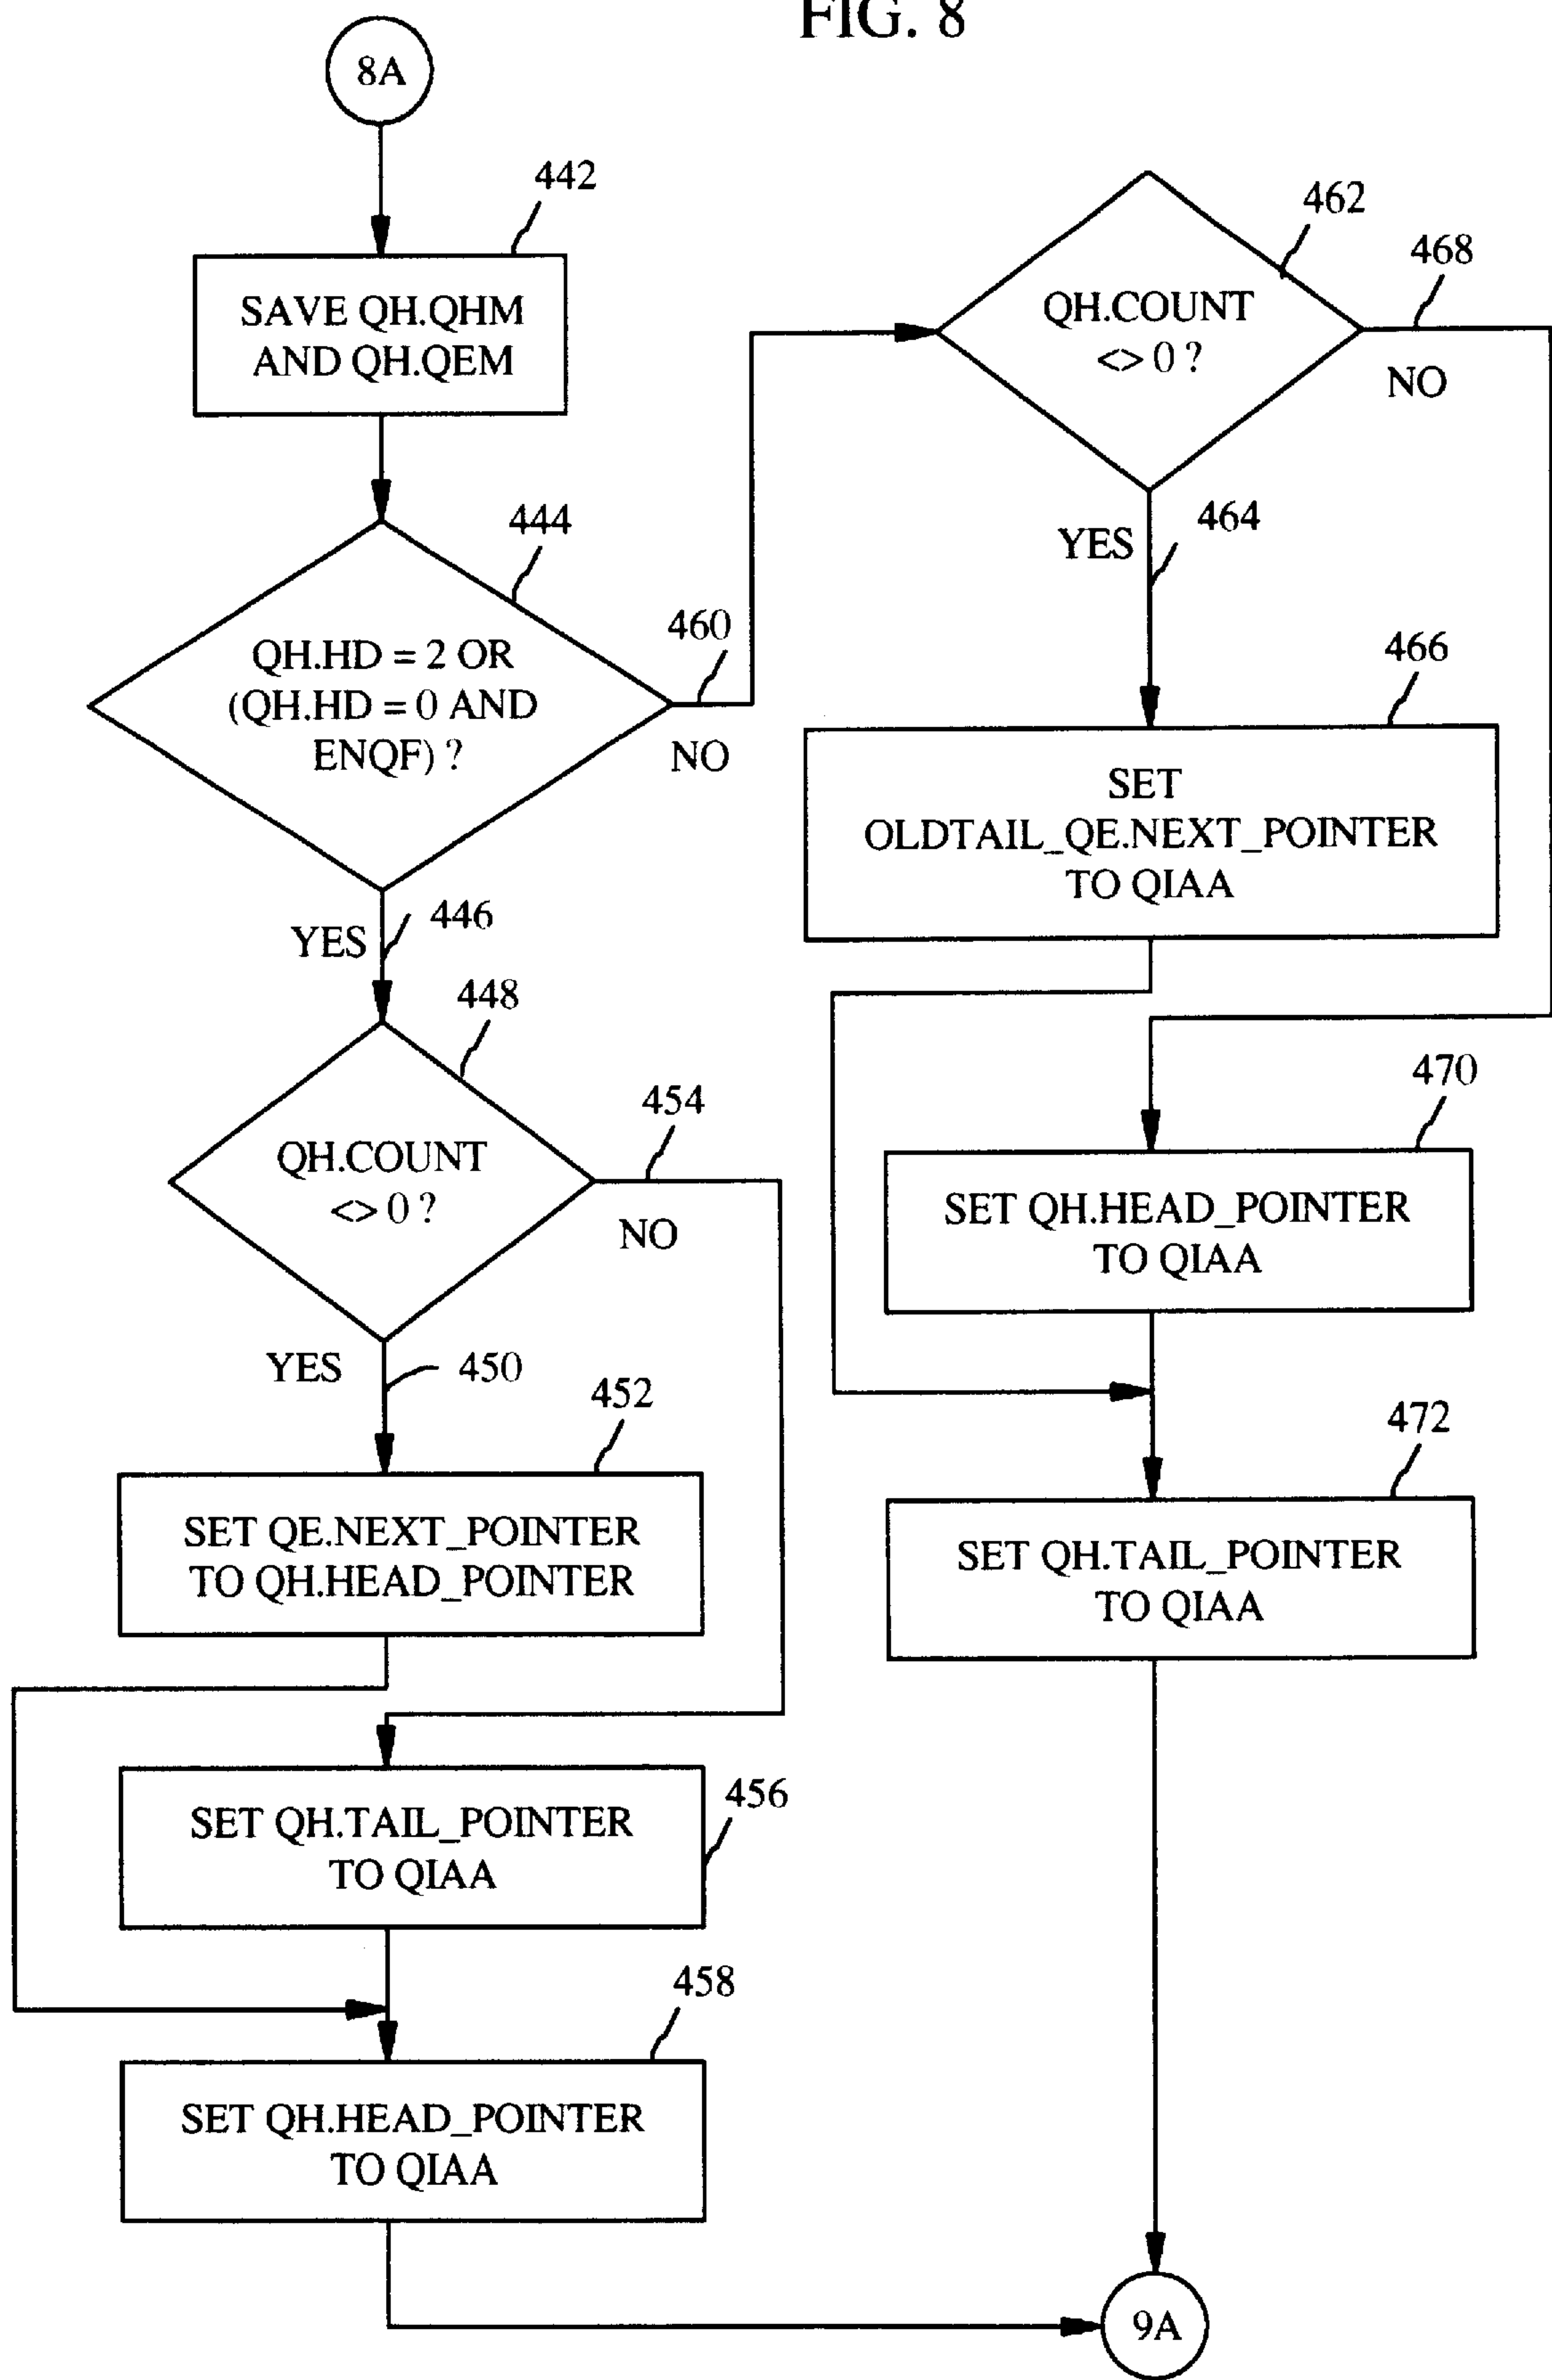 FIG. 8
8A
442
SAVE QH.QHM
AND QH.QEM
444
QH.HD = 2 OR
(QH.HD = 0 AND
ENQF) ?
460
NO
YES
446
448
QH.COUNT
<> 0 ?
454
NO
YES
450
452
SET QE.NEXT_POINTER
TO QH.HEAD_POINTER
456
SET QH.TAIL_POINTER
TO QIAA
458
SET QH.HEAD_POINTER
TO QIAA
462
QH.COUNT
<> 0 ?
468
NO
YES
464
466
SET
OLDTAIL_QE.NEXT_POINTER
TO QIAA
470
SET QH.HEAD_POINTER
TO QIAA
472
SET QH.TAIL_POINTER
TO QIAA
9A